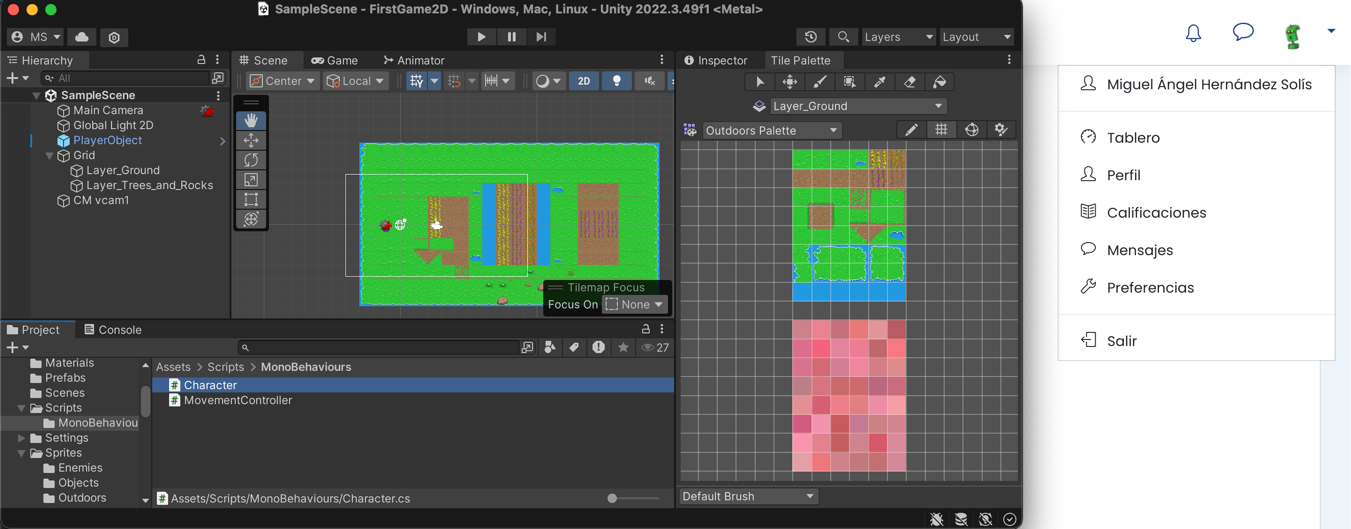 SampleScene - FirstGame2D - Windows, Mac, Linux - Unity 2022.3.49f1 <Metal>
MS
Layers
Layout
Hierarchy
All
SampleScene
Main Camera
Global Light 2D
PlayerObject
Grid
Layer_Ground
Layer_Trees_and_Rocks
CM vcam1
Scene
Game
Animator
Center
Local
2D
Tilemap Focus
Focus On
None
Inspector
Tile Palette
Layer_Ground
Outdoors Palette
Default Brush
Project
Console
27
Materials
Prefabs
Scenes
Scripts
MonoBehaviou
Settings
Sprites
Enemies
Objects
Outdoors
Assets > Scripts > MonoBehaviours
Character
MovementController
Assets/Scripts/MonoBehaviours/Character.cs
Miguel Ángel Hernández Solís
Tablero
Perfil
Calificaciones
Mensajes
Preferencias
Salir